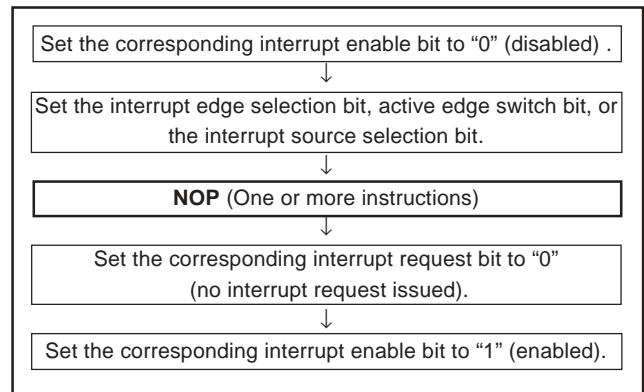 Set the corresponding interrupt enable bit to “0” (disabled) .
↓
Set the interrupt edge selection bit, active edge switch bit, or
the interrupt source selection bit.
↓
NOP (One or more instructions)
↓
Set the corresponding interrupt request bit to “0”
(no interrupt request issued).
↓
Set the corresponding interrupt enable bit to “1” (enabled).